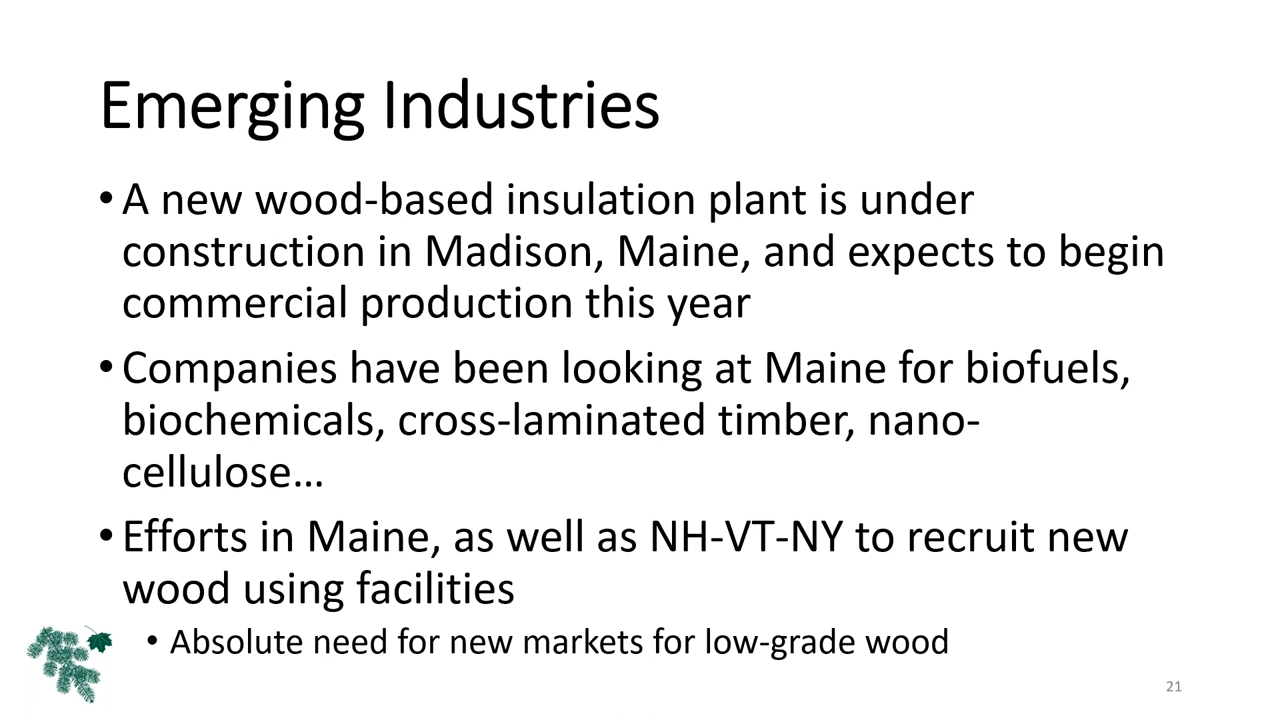 Emerging Industries
• A new wood-based insulation plant is under
construction in Madison, Maine, and expects to begin
commercial production this year
• Companies have been looking at Maine for biofuels,
biochemicals, cross-laminated timber, nano-
cellulose…
• Efforts in Maine, as well as NH-VT-NY to recruit new
wood using facilities
• Absolute need for new markets for low-grade wood
21